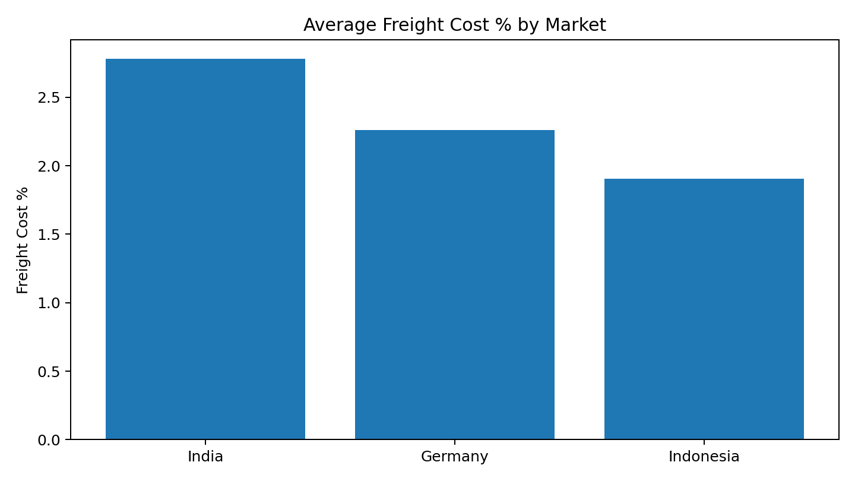 Average Freight Cost % by Market
Freight Cost %
2.5
2.0
1.5
1.0
0.5
0.0
India
Germany
Indonesia